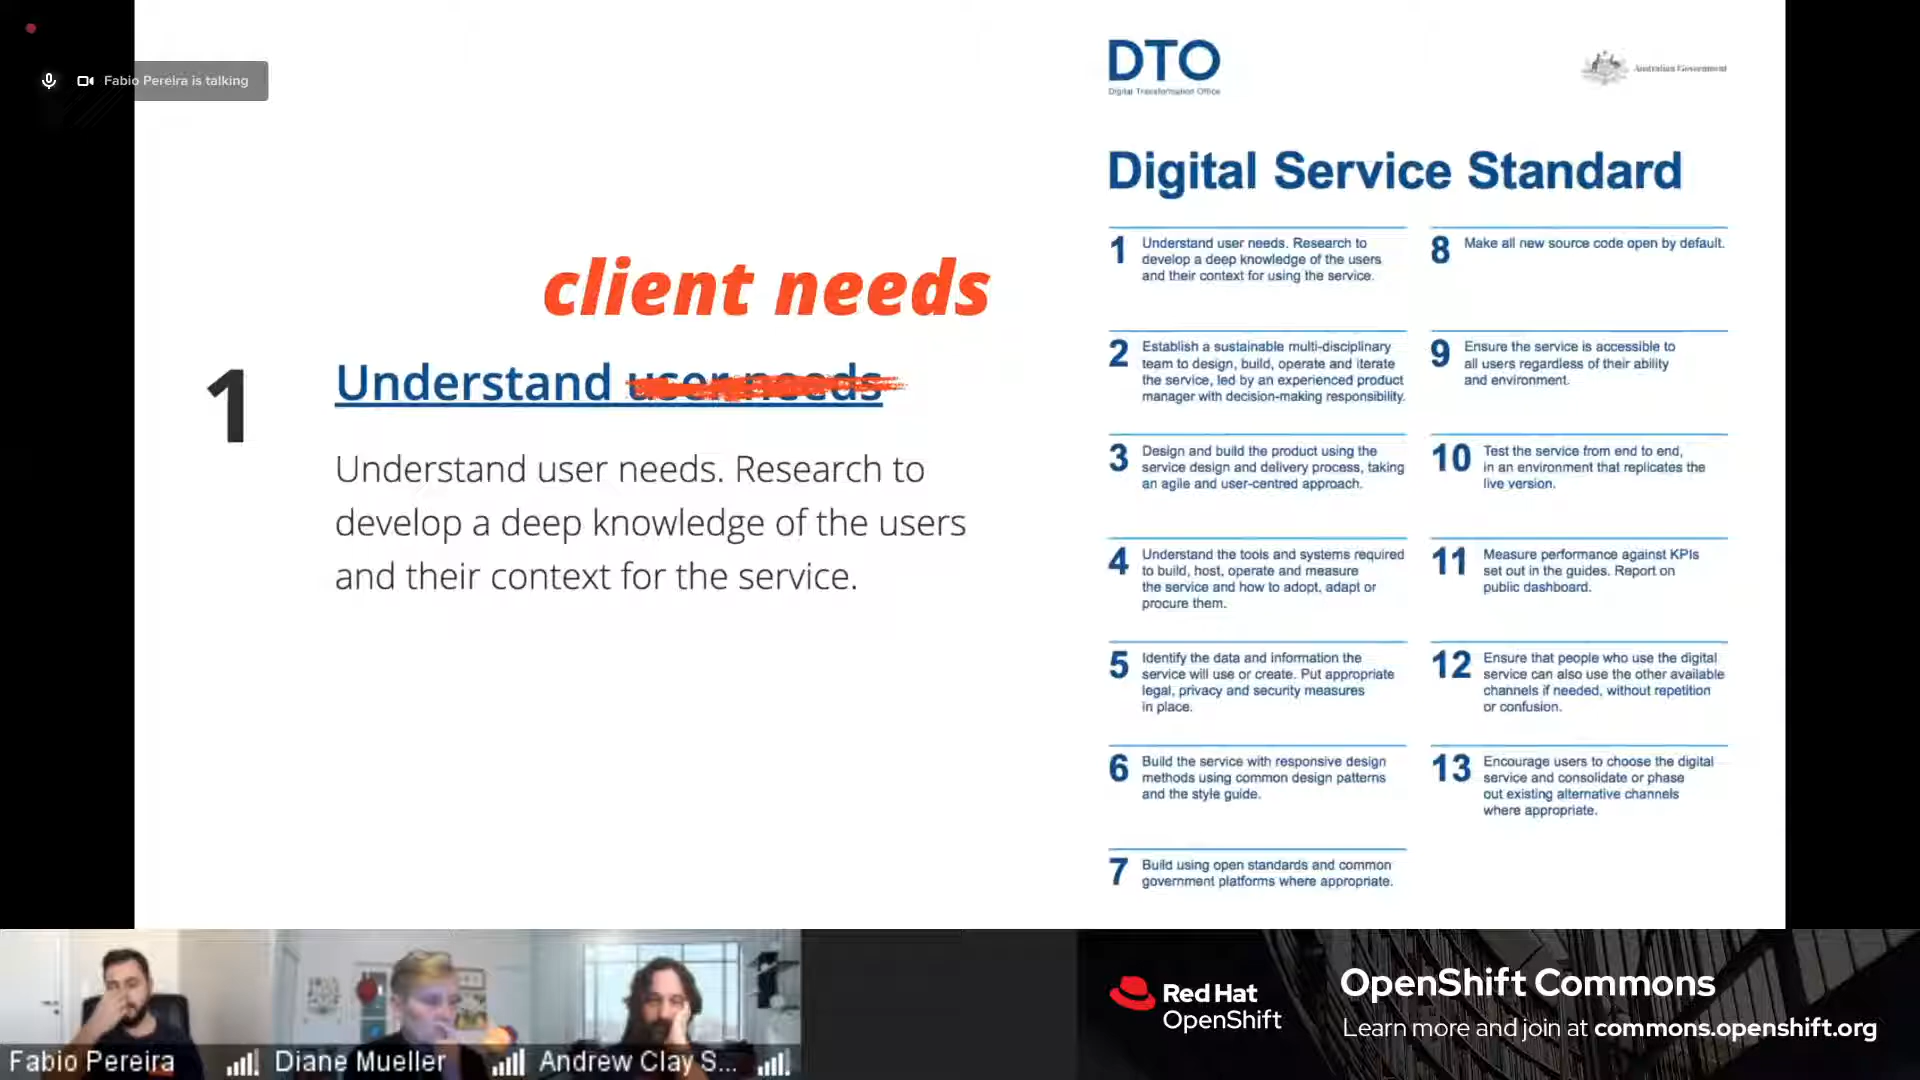 Fabio Pereira is talking
client needs
1
Understand user needs
Understand user needs. Research to
develop a deep knowledge of the users
and their context for the service.
DTO
Digital Transformation Office
Australian Government
Digital Service Standard
1
Understand user needs. Research to
develop a deep knowledge of the users
and their context for using the service.
2
Establish a sustainable multi-disciplinary
team to design, build, operate and iterate
the service, led by an experienced product
manager with decision-making responsibility.
3
Design and build the product using the
service design and delivery process, taking
an agile and user-centred approach.
4
Understand the tools and systems required
to build, host, operate and measure
the service and how to adopt, adapt or
procure them.
5
Identify the data and information the
service will use or create. Put appropriate
legal, privacy and security measures
in place.
6
Build the service with responsive design
methods using common design patterns
and the style guide.
7
Build using open standards and common
government platforms where appropriate.
8
Make all new source code open by default.
9
Ensure the service is accessible to
all users regardless of their ability
and environment.
10
Test the service from end to end,
in an environment that replicates the
live version.
11
Measure performance against KPIs
set out in the guides. Report on
public dashboard.
12
Ensure that people who use the digital
service can also use the other available
channels if needed, without repetition
or confusion.
13
Encourage users to choose the digital
service and consolidate or phase
out existing alternative channels
where appropriate.
Fabio Pereira
Diane Mueller
Andrew Clay S...
Red Hat
OpenShift
OpenShift Commons
Learn more and join at commons.openshift.org